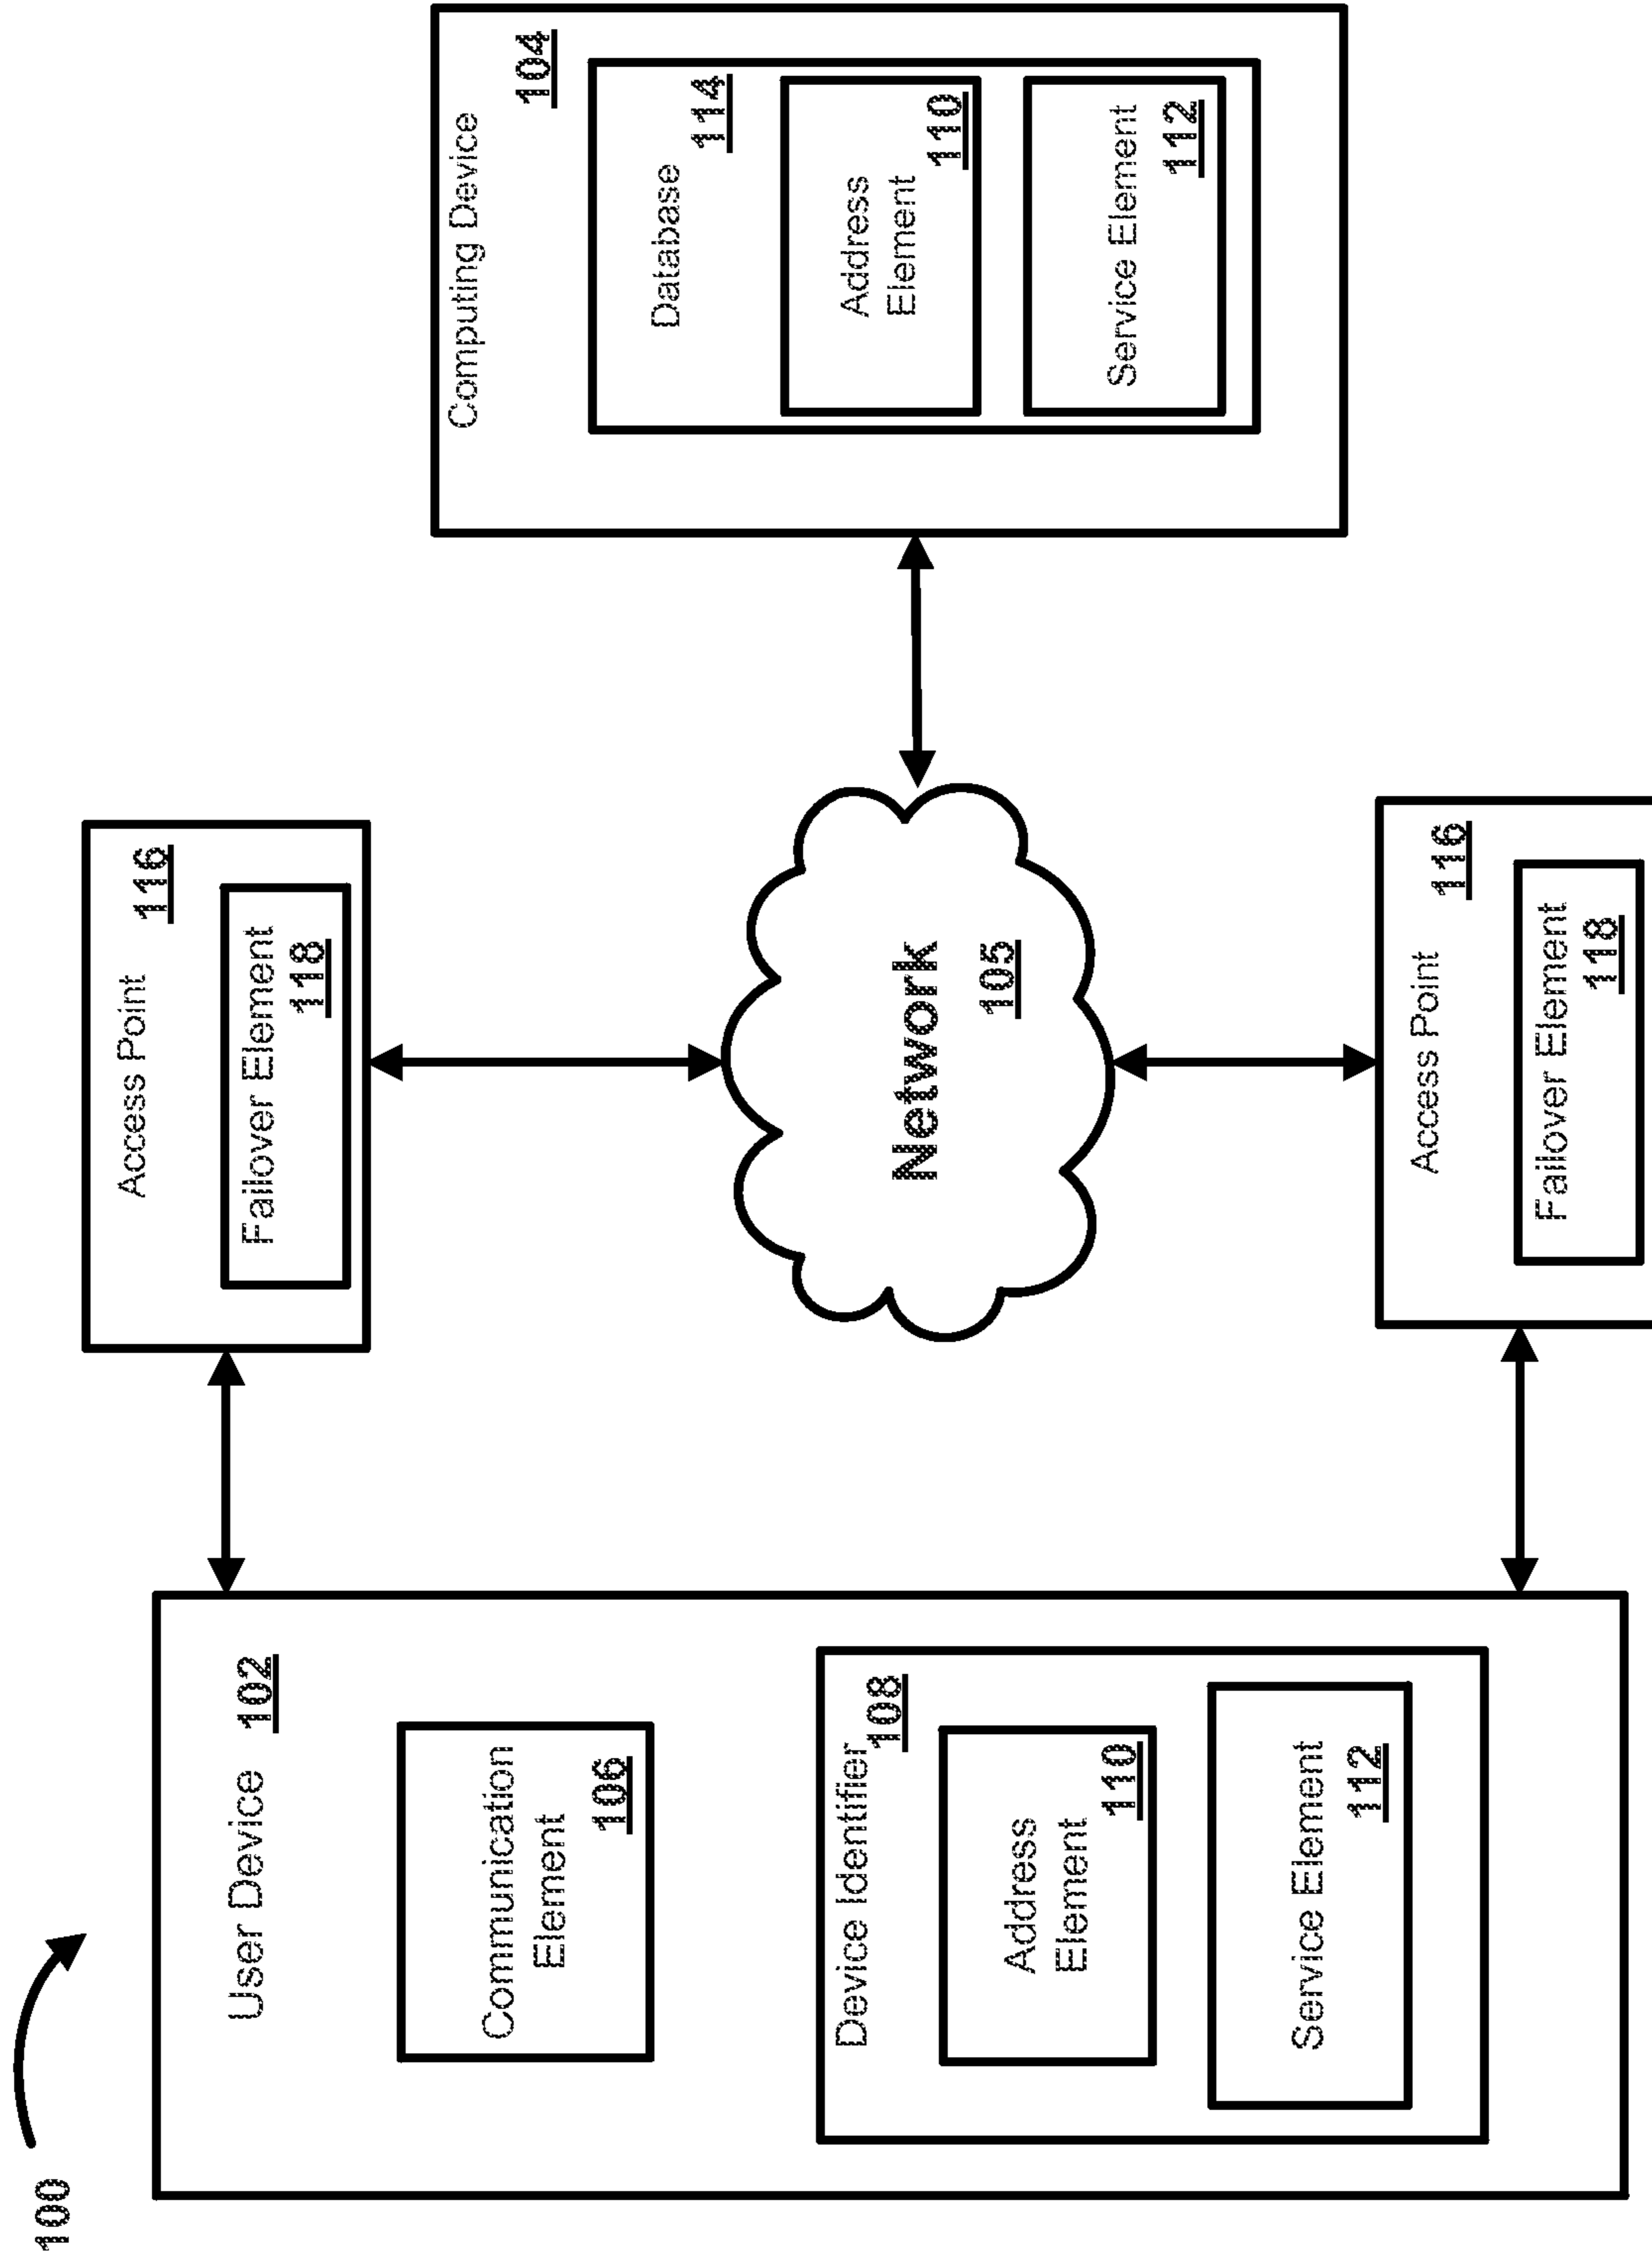 100
User Device 102
Communication
Element
106
Device Identifier 108
Address
Element
110
Service Element
112
Access Point 116
Failover Element
118
Network
105
Access Point 116
Failover Element
118
Computing Device 104
Database
114
Address
Element
110
Service Element
112